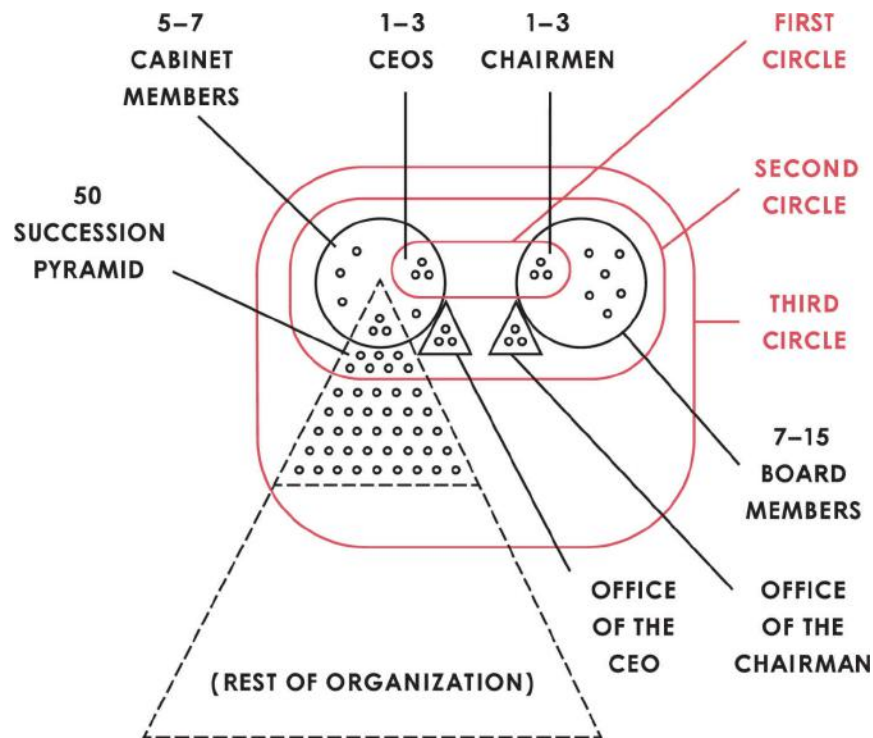 5–7
CABINET
MEMBERS
1–3
CEOS
1–3
CHAIRMEN
FIRST
CIRCLE
SECOND
CIRCLE
50
SUCCESSION
PYRAMID
THIRD
CIRCLE
7–15
BOARD
MEMBERS
OFFICE
OF THE
CEO
OFFICE
OF THE
CHAIRMAN
(REST OF ORGANIZATION)